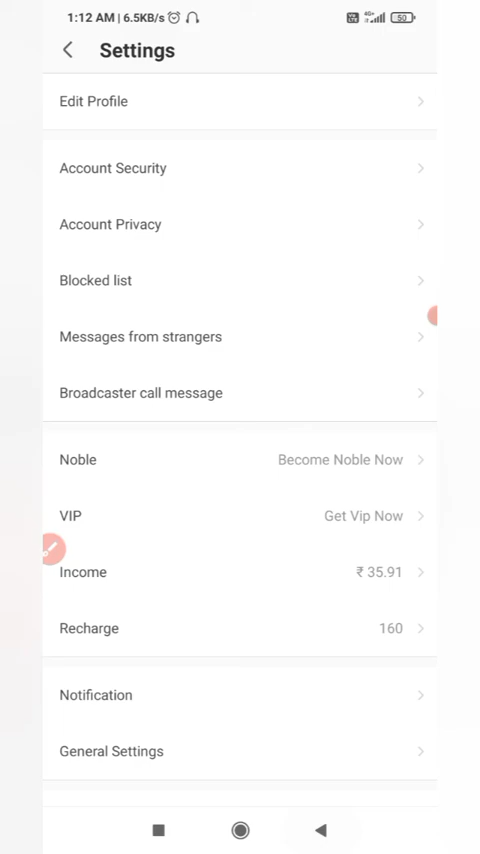 1:12 AM | 6.5KB/s 4G+ 50
Settings
Edit Profile
Account Security
Account Privacy
Blocked list
Messages from strangers
Broadcaster call message
Noble Become Noble Now
VIP Get Vip Now
Income ₹ 35.91
Recharge 160
Notification
General Settings